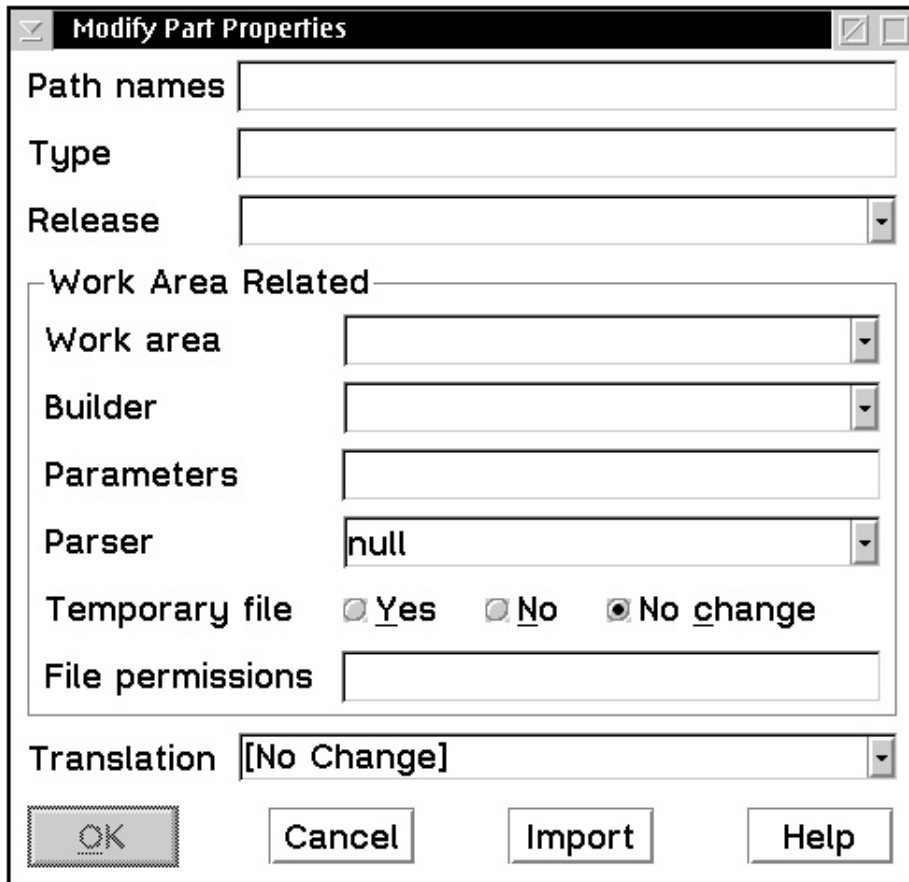 Modify Part Properties
Path names
Type
Release
Work Area Related
Work area
Builder
Parameters
Parser null
Temporary file Yes No No change
File permissions
Translation [No Change]
OK Cancel Import Help